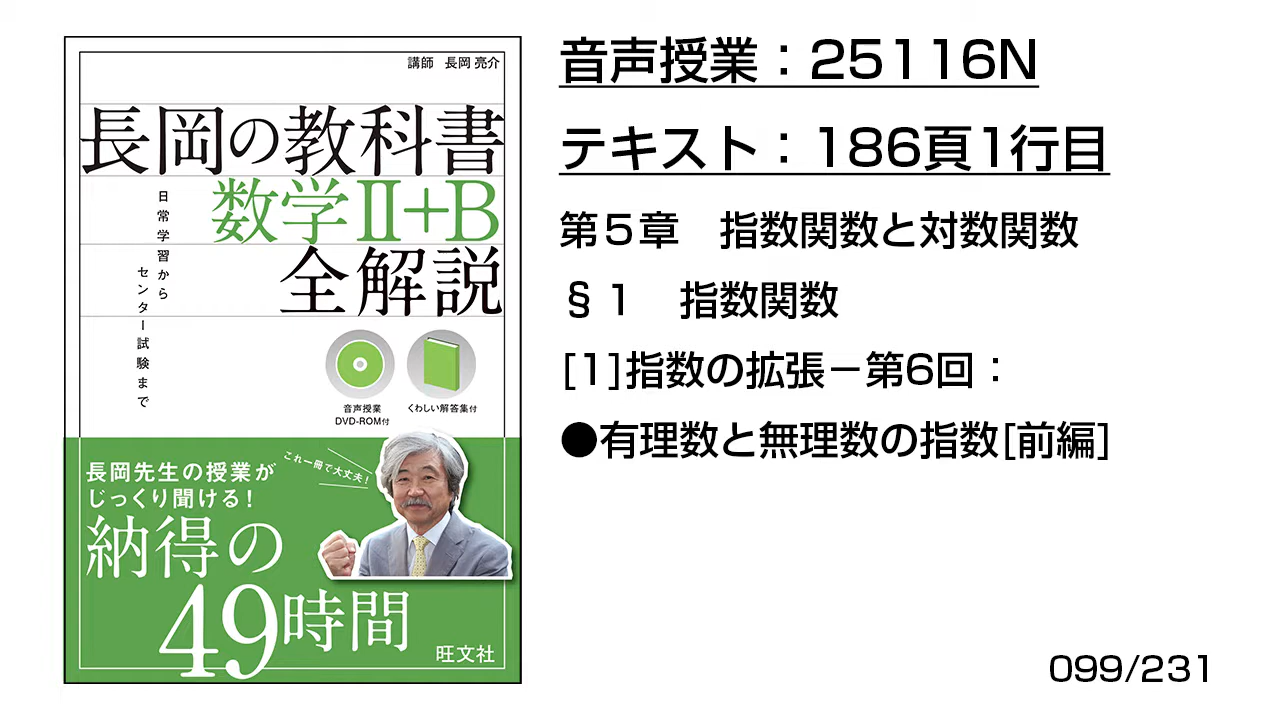 講師 長岡 亮介
長岡の教科書
数学Ⅱ+B
全解説
日常学習から
センター試験まで
音声授業
DVD-ROM付
くわしい解答集付
これ一冊で大丈夫!
長岡先生の授業が
じっくり聞ける!
納得の
49時間
旺文社
音声授業：25116N
テキスト：186頁1行目
第５章　指数関数と対数関数
§１　指数関数
[1]指数の拡張－第6回：
●有理数と無理数の指数[前編]
099/231